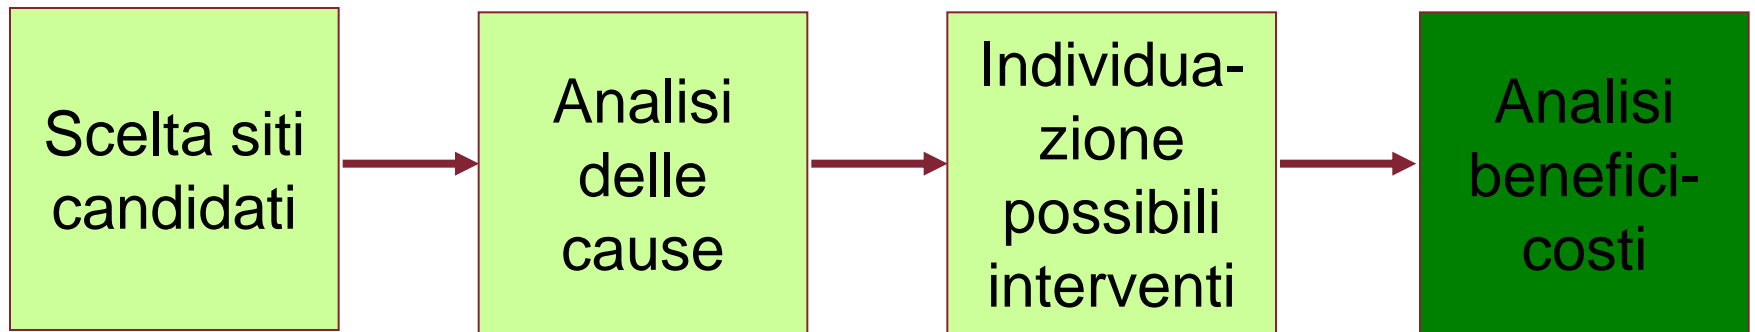 Scelta siti
candidati
Analisi
delle
cause
Individua-
zione
possibili
interventi
Analisi
benefici-
costi